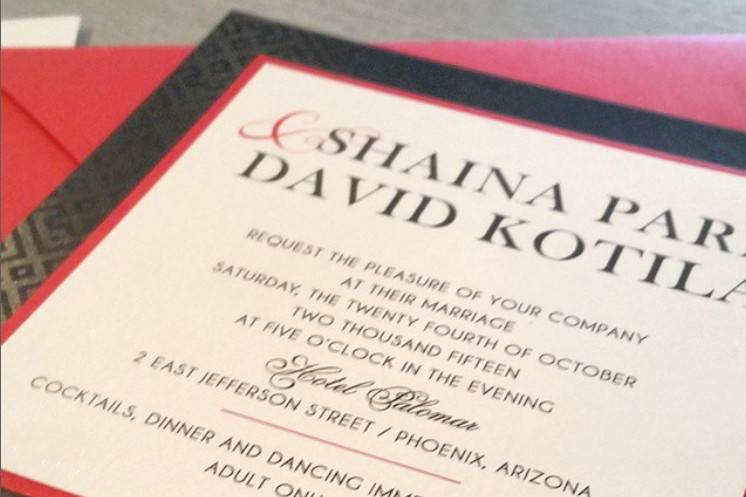 & SHAINA PAR
DAVID KOTILA
REQUEST THE PLEASURE OF YOUR COMPANY
AT THEIR MARRIAGE
SATURDAY, THE TWENTY FOURTH OF OCTOBER
TWO THOUSAND FIFTEEN
AT FIVE O'CLOCK IN THE EVENING
Hotel Palomar
2 EAST JEFFERSON STREET / PHOENIX, ARIZONA
COCKTAILS, DINNER AND DANCING IMME
ADULT ONL